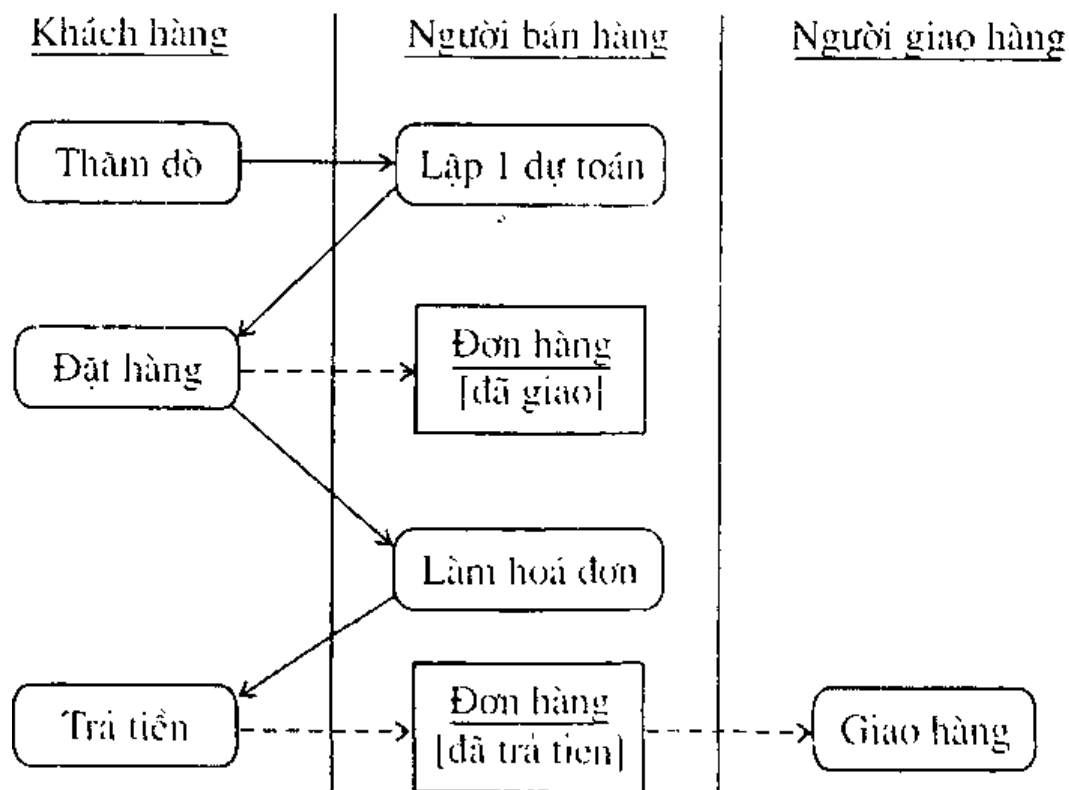 Khách hàng
Người bán hàng
Người giao hàng
Thăm dò
Lập 1 dự toán
Đặt hàng
Đơn hàng
[đã giao]
Làm hoá đơn
Trả tiền
Đơn hàng
[đã trả tien]
Giao hàng